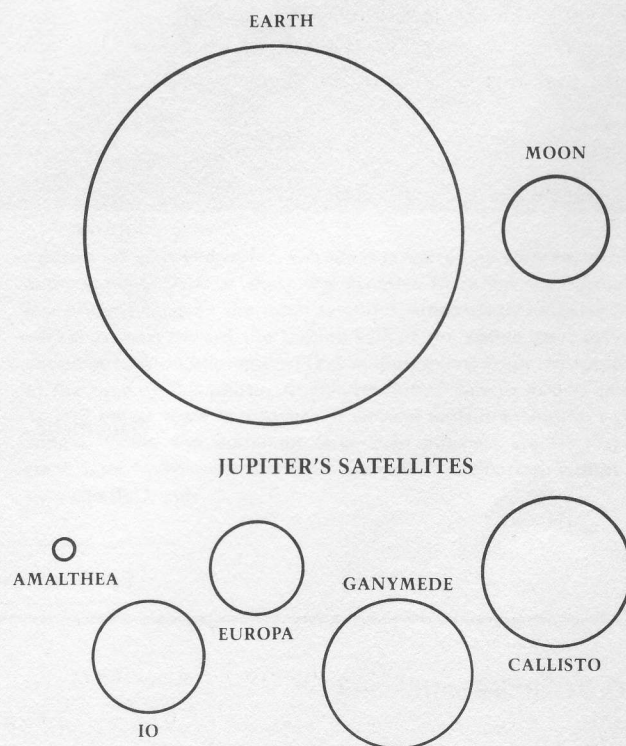 EARTH
MOON
JUPITER'S SATELLITES
AMALTHEA
EUROPA
GANYMEDE
CALLISTO
IO